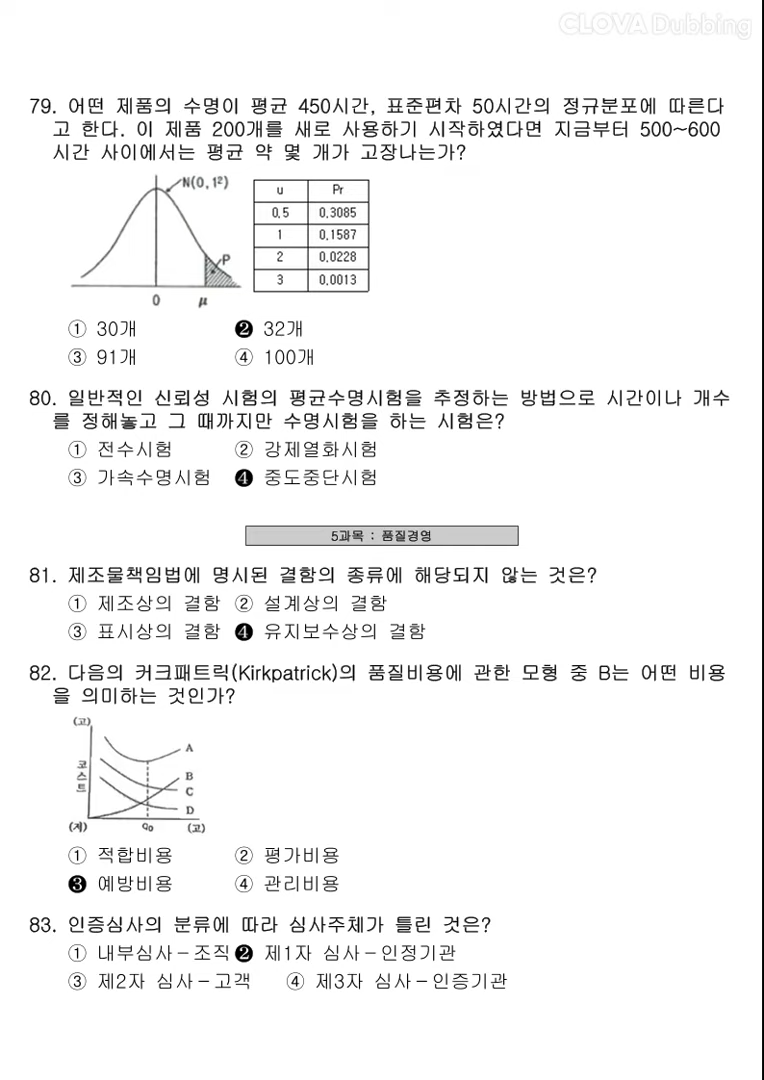 CLOVA Dubbing
79. 어떤 제품의 수명이 평균 450시간, 표준편차 50시간의 정규분포에 따른다
고 한다. 이 제품 200개를 새로 사용하기 시작하였다면 지금부터 500~600
시간 사이에서는 평균 약 몇 개가 고장나는가?
N(0, 1²)
P
0 μ
u Pr
0.5 0.3085
1 0.1587
2 0.0228
3 0.0013
① 30개 ❷ 32개
③ 91개 ④ 100개
80. 일반적인 신뢰성 시험의 평균수명시험을 추정하는 방법으로 시간이나 개수
를 정해놓고 그 때까지만 수명시험을 하는 시험은?
① 전수시험 ② 강제열화시험
③ 가속수명시험 ❹ 중도중단시험
5과목 : 품질경영
81. 제조물책임법에 명시된 결함의 종류에 해당되지 않는 것은?
① 제조상의 결함 ② 설계상의 결함
③ 표시상의 결함 ❹ 유지보수상의 결함
82. 다음의 커크패트릭(Kirkpatrick)의 품질비용에 관한 모형 중 B는 어떤 비용
을 의미하는 것인가?
(고)
코스트
A
B
C
D
(저) q₀ (고)
① 적합비용 ② 평가비용
❸ 예방비용 ④ 관리비용
83. 인증심사의 분류에 따라 심사주체가 틀린 것은?
① 내부심사-조직 ❷ 제1자 심사-인정기관
③ 제2자 심사-고객 ④ 제3자 심사-인증기관